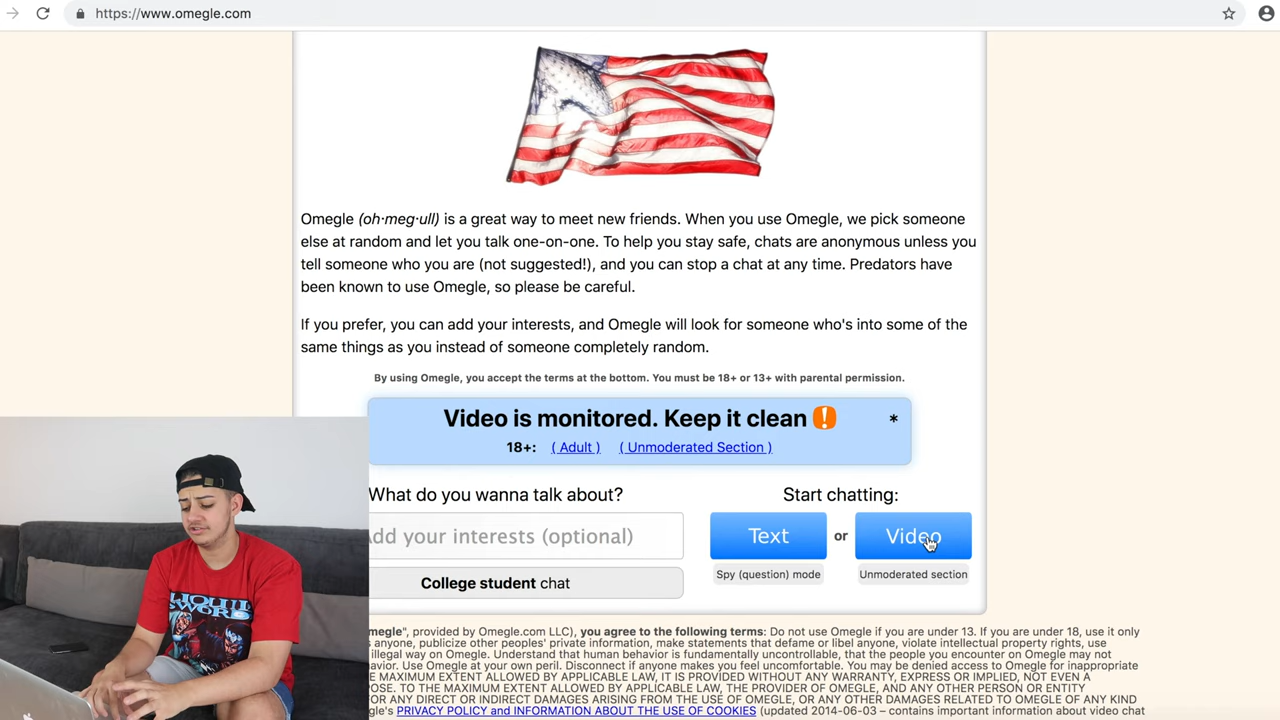 https://www.omegle.com
Omegle (oh·meg·ull) is a great way to meet new friends. When you use Omegle, we pick someone
else at random and let you talk one-on-one. To help you stay safe, chats are anonymous unless you
tell someone who you are (not suggested!), and you can stop a chat at any time. Predators have
been known to use Omegle, so please be careful.
If you prefer, you can add your interests, and Omegle will look for someone who's into some of the
same things as you instead of someone completely random.
By using Omegle, you accept the terms at the bottom. You must be 18+ or 13+ with parental permission.
Video is monitored. Keep it clean ! *
18+: ( Adult ) ( Unmoderated Section )
What do you wanna talk about? Start chatting:
dd your interests (optional) Text or Video
Spy (question) mode Unmoderated section
College student chat
megle", provided by Omegle.com LLC), you agree to the following terms: Do not use Omegle if you are under 13. If you are under 18, use it only
anyone, publicize other peoples' private information, make statements that defame or libel anyone, violate intellectual property rights, use
illegal way on Omegle. Understand that human behavior is fundamentally uncontrollable, that the people you encounter on Omegle may not
avior. Use Omegle at your own peril. Disconnect if anyone makes you feel uncomfortable. You may be denied access to Omegle for inappropriate
E MAXIMUM EXTENT ALLOWED BY APPLICABLE LAW, IT IS PROVIDED WITHOUT ANY WARRANTY, EXPRESS OR IMPLIED, NOT EVEN A
POSE. TO THE MAXIMUM EXTENT ALLOWED BY APPLICABLE LAW, THE PROVIDER OF OMEGLE, AND ANY OTHER PERSON OR ENTITY
ANY DIRECT OR INDIRECT DAMAGES ARISING FROM THE USE OF OMEGLE, OR ANY OTHER DAMAGES RELATED TO OMEGLE OF ANY KIND
gle's PRIVACY POLICY and INFORMATION ABOUT THE USE OF COOKIES (updated 2014-06-03 – contains important information about video chat
LIQUID
SWORDS